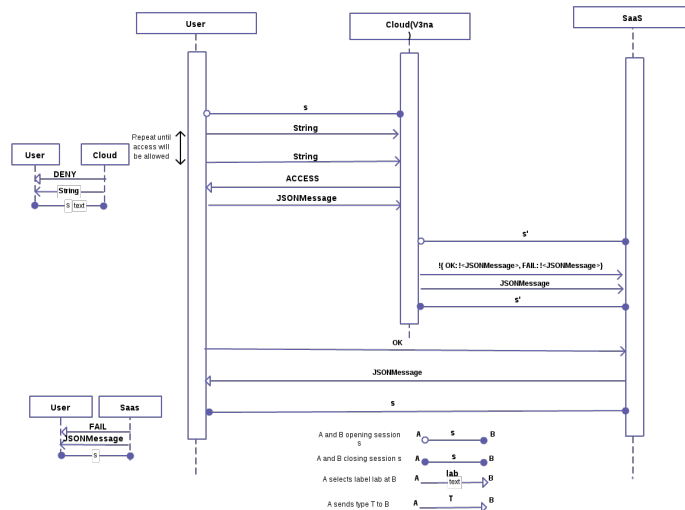 User
Cloud(V3na
)
SaaS
s
String
Repeat until
access will
be allowed
User
Cloud
String
DENY
ACCESS
String
JSONMessage
s text
s'
!{ OK: !<JSONMessage>, FAIL: !<JSONMessage>}
JSONMessage
s'
OK
JSONMessage
User
Saas
s
FAIL
JSONMessage
s
A and B opening session
s
A s B
A and B closing session s
A s B
A selects label lab at B
A lab B
text
A sends type T to B
A T B